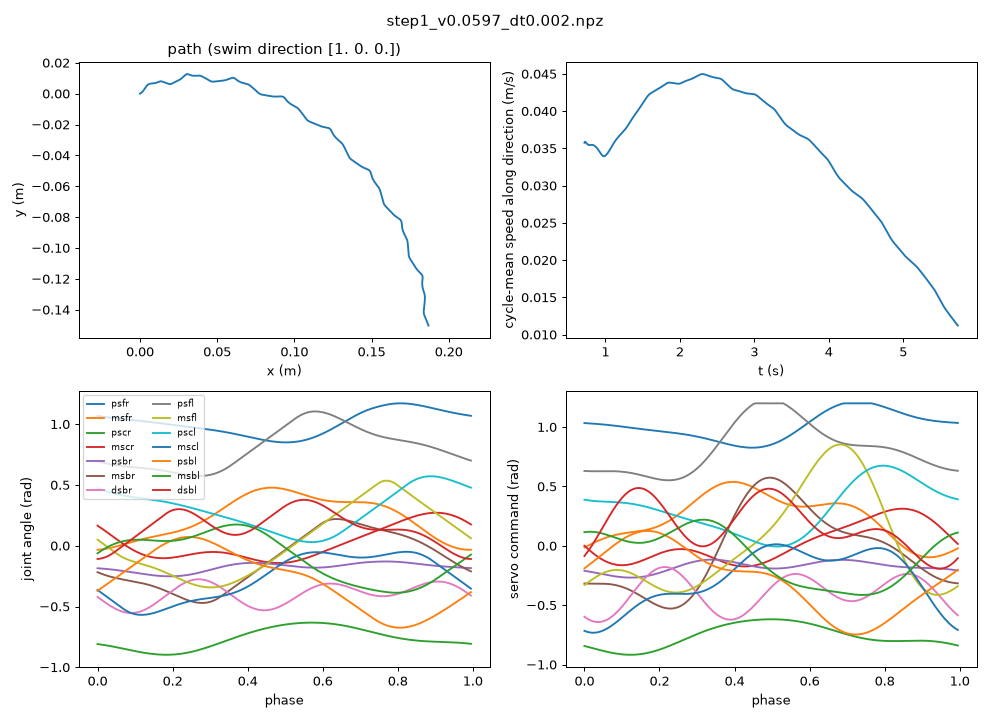 step1_v0.0597_dt0.002.npz
path (swim direction [1. 0. 0.])
0.02
0.00
−0.02
−0.04
−0.06
−0.08
−0.10
−0.12
−0.14
y (m)
0.00 0.05 0.10 0.15 0.20
x (m)
0.045
0.040
0.035
0.030
0.025
0.020
0.015
0.010
cycle-mean speed along direction (m/s)
1 2 3 4 5
t (s)
1.0
0.5
0.0
−0.5
−1.0
joint angle (rad)
psfr psfl
msfr msfl
pscr pscl
mscr mscl
psbr psbl
msbr msbl
dsbr dsbl
0.0 0.2 0.4 0.6 0.8 1.0
phase
1.0
0.5
0.0
−0.5
−1.0
servo command (rad)
0.0 0.2 0.4 0.6 0.8 1.0
phase